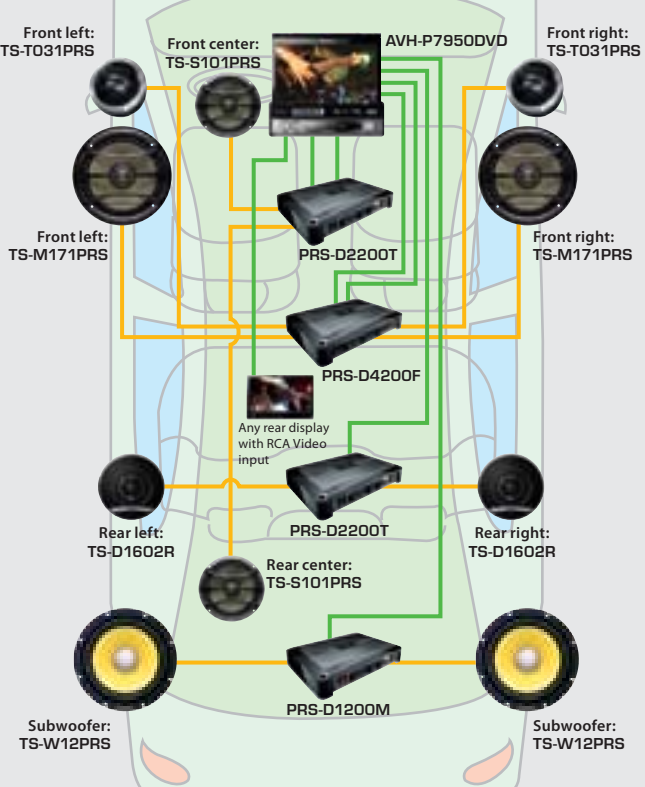 Front left:
TS-T031PRS
Front center:
TS-S101PRS
AVH-P7950DVD
Front right:
TS-T031PRS
Front left:
TS-M171PRS
PRS-D2200T
Front right:
TS-M171PRS
PRS-D4200F
Any rear display
with RCA Video
input
Rear left:
TS-D1602R
PRS-D2200T
Rear right:
TS-D1602R
Rear center:
TS-S101PRS
PRS-D1200M
Subwoofer:
TS-W12PRS
Subwoofer:
TS-W12PRS